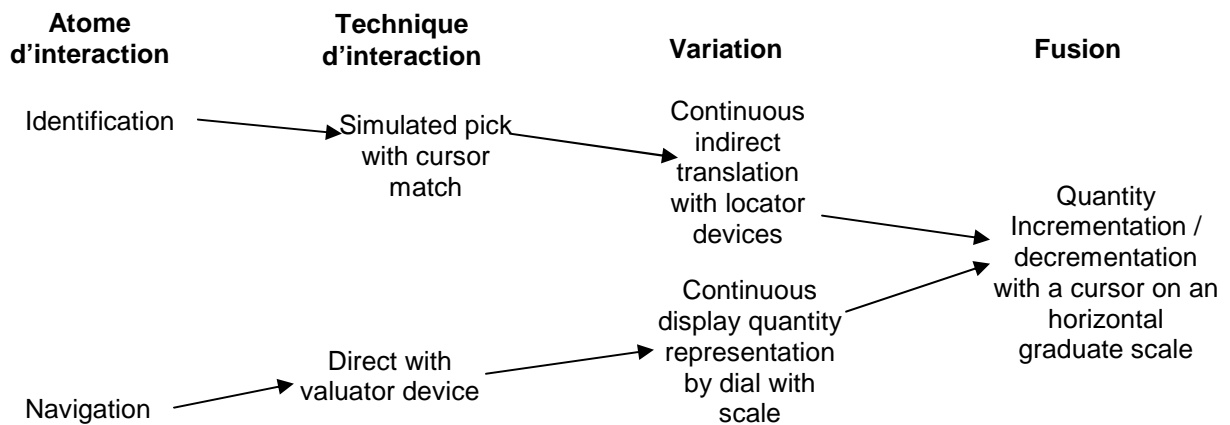 Atome
d'interaction
Technique
d'interaction
Variation
Fusion
Identification
Simulated pick
with cursor
match
Continuous
indirect
translation
with locator
devices
Quantity
Incrementation /
decrementation
with a cursor on an
horizontal
graduate scale
Navigation
Direct with
valuator device
Continuous
display quantity
representation
by dial with
scale